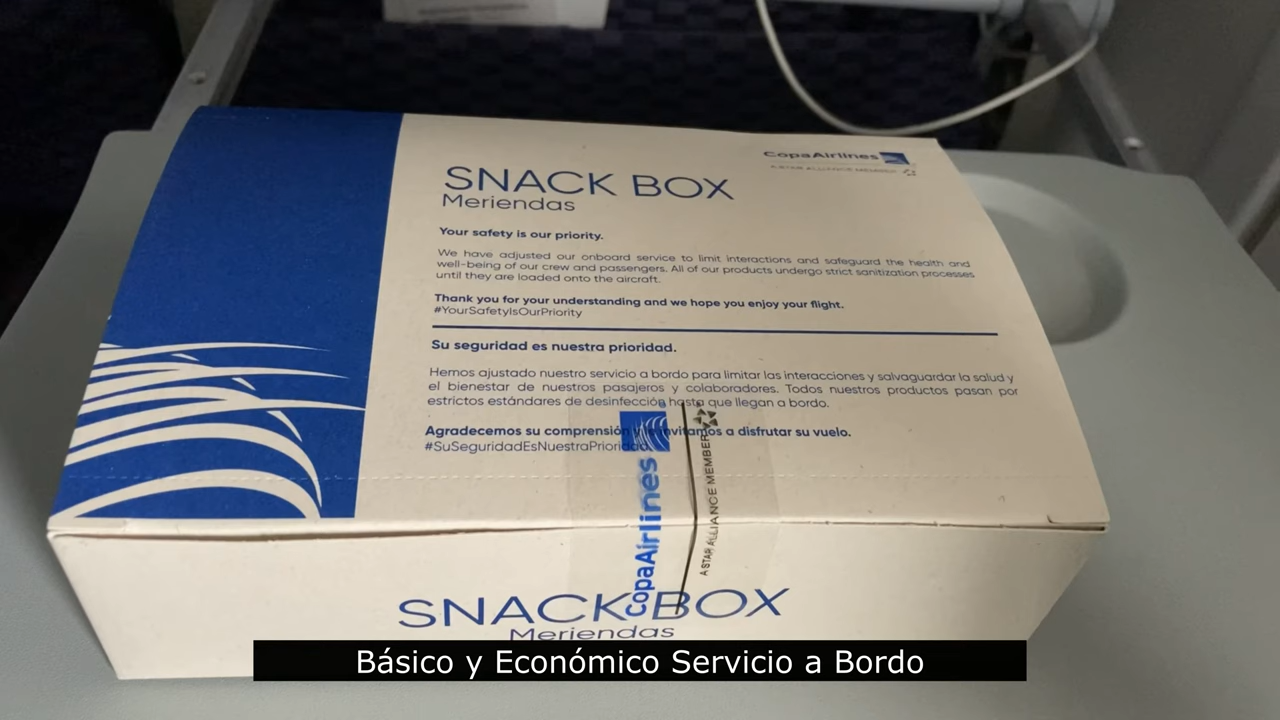 CopaAirlines
A STAR ALLIANCE MEMBER
SNACK BOX
Meriendas
Your safety is our priority.
We have adjusted our onboard service to limit interactions and safeguard the health and
well-being of our crew and passengers. All of our products undergo strict sanitization processes
until they are loaded onto the aircraft.
Thank you for your understanding and we hope you enjoy your flight.
#YourSafetyIsOurPriority
Su seguridad es nuestra prioridad.
Hemos ajustado nuestro servicio a bordo para limitar las interacciones y salvaguardar la salud y
el bienestar de nuestros pasajeros y colaboradores. Todos nuestros productos pasan por
estrictos estándares de desinfección hasta que llegan a bordo.
Agradecemos su comprensión y le invitamos a disfrutar su vuelo.
#SuSeguridadEsNuestraPrioridad
CopaAirlines
A STAR ALLIANCE MEMBER
SNACK BOX
Meriendas
Básico y Económico Servicio a Bordo